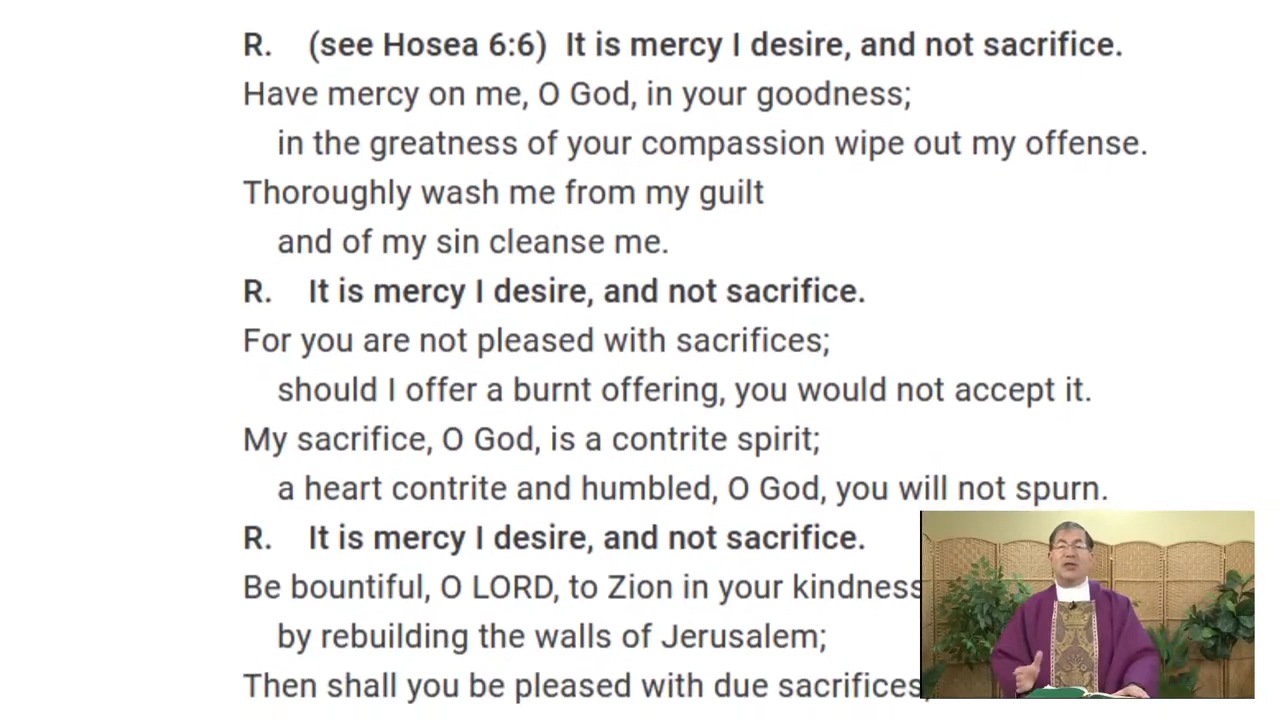 R. (see Hosea 6:6) It is mercy I desire, and not sacrifice.
Have mercy on me, O God, in your goodness;
in the greatness of your compassion wipe out my offense.
Thoroughly wash me from my guilt
and of my sin cleanse me.
R. It is mercy I desire, and not sacrifice.
For you are not pleased with sacrifices;
should I offer a burnt offering, you would not accept it.
My sacrifice, O God, is a contrite spirit;
a heart contrite and humbled, O God, you will not spurn.
R. It is mercy I desire, and not sacrifice.
Be bountiful, O LORD, to Zion in your kindness
by rebuilding the walls of Jerusalem;
Then shall you be pleased with due sacrifices,